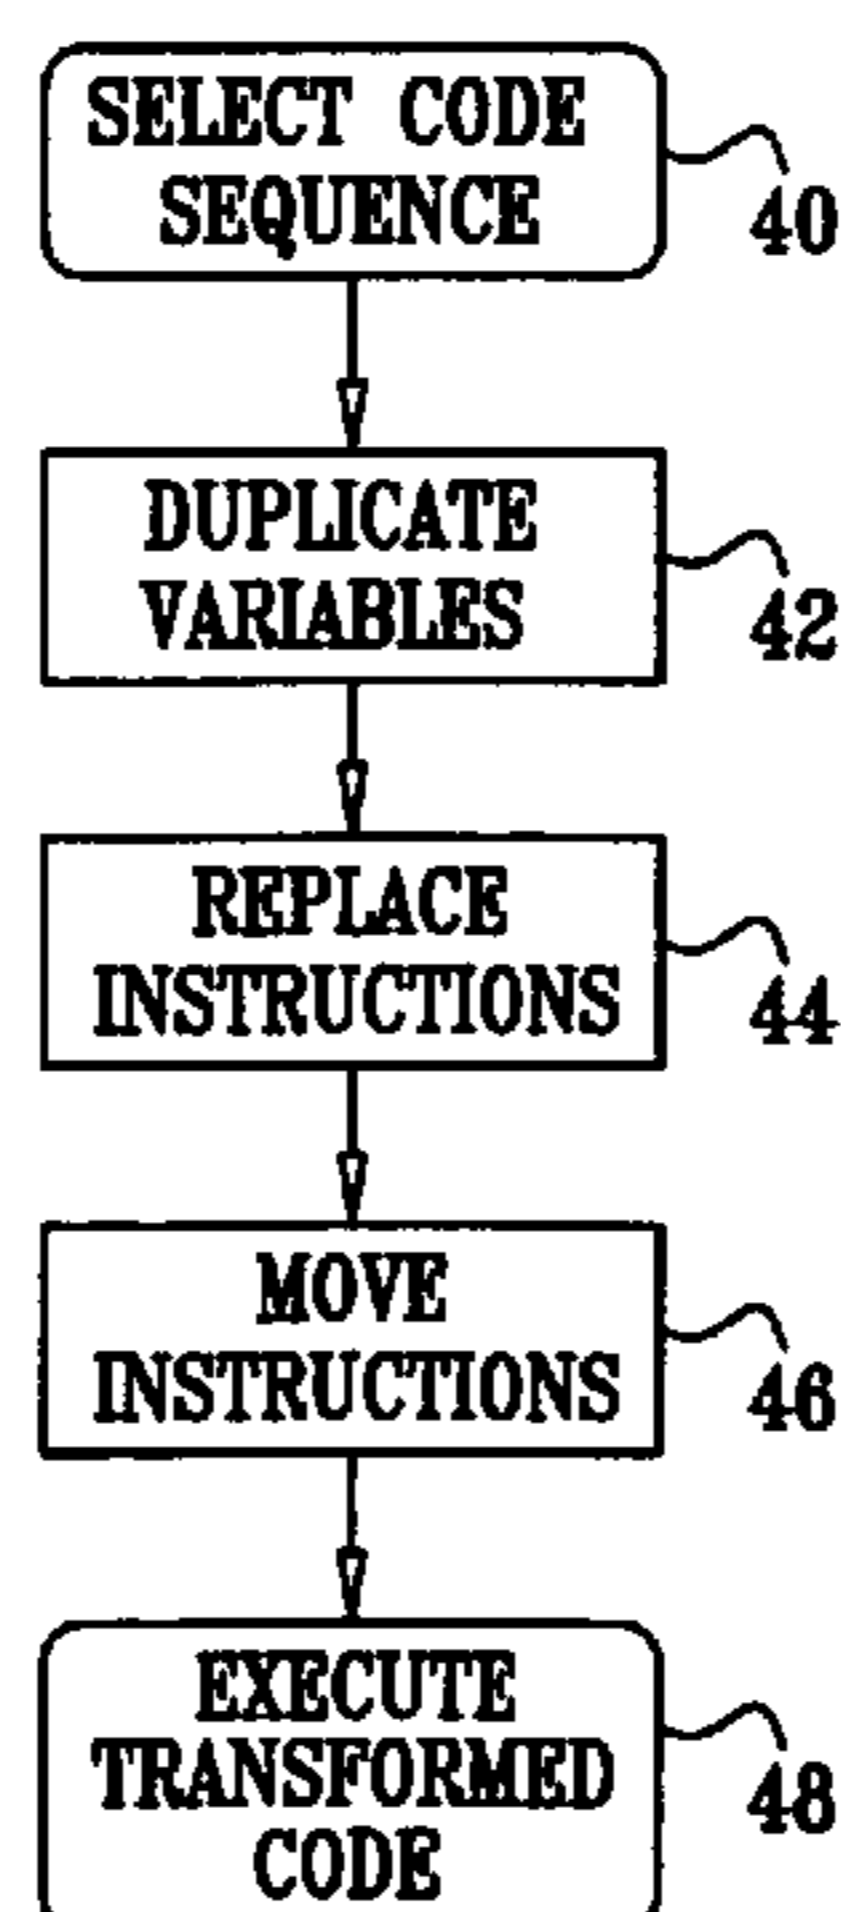 SELECT CODE
SEQUENCE
40
DUPLICATE
VARIABLES
42
REPLACE
INSTRUCTIONS
44
MOVE
INSTRUCTIONS
46
EXECUTE
TRANSFORMED
CODE
48